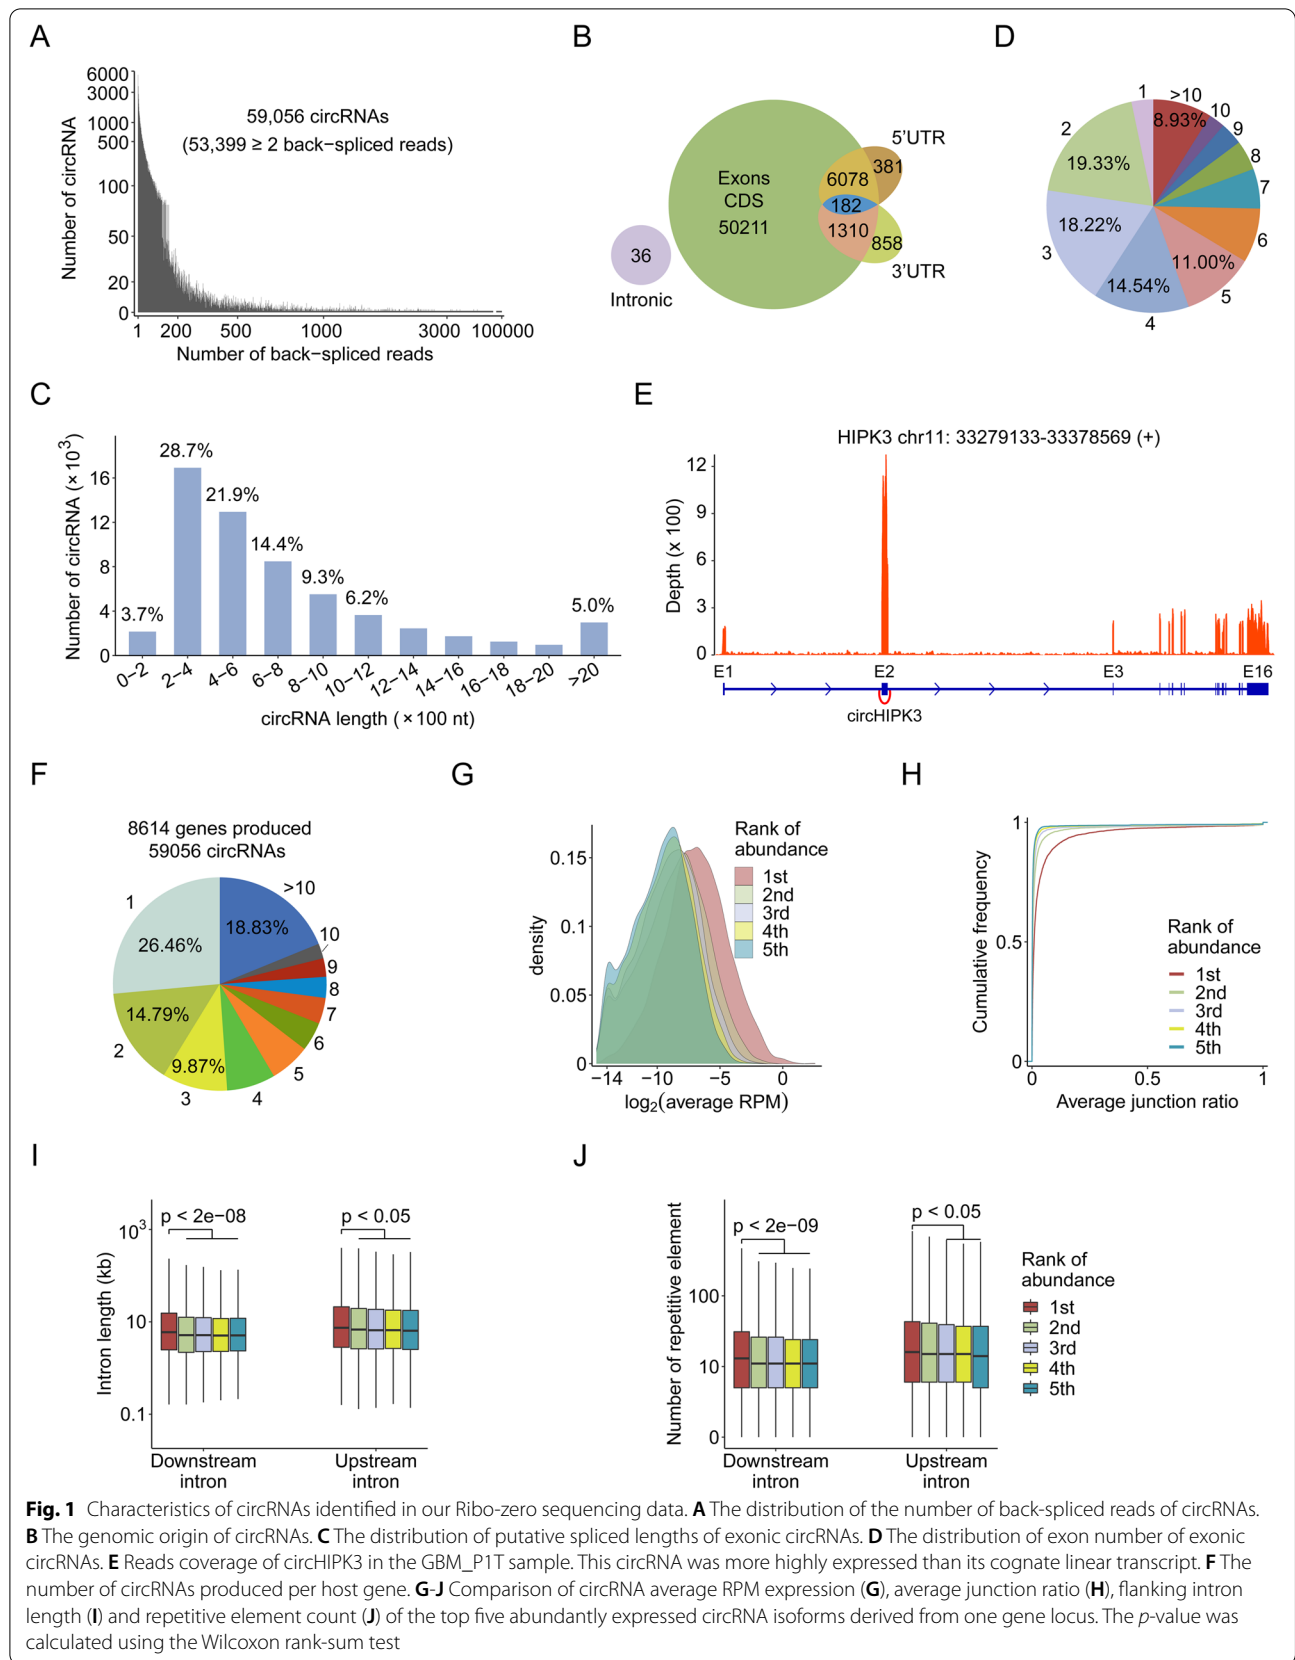 A
Number of circRNA
6000
3000
1000
500
100
50
20
0
59,056 circRNAs
(53,399 ≥ 2 back−spliced reads)
1 200 500 1000 3000 100000
Number of back−spliced reads
B
Exons
CDS
50211
5'UTR
381
6078
182
1310
858
3'UTR
36
Intronic
D
1 >10
10
9
8
7
6
5
4
3
2
8.93%
19.33%
18.22%
14.54%
11.00%
C
Number of circRNA (×10³)
16
12
8
4
0
3.7%
28.7%
21.9%
14.4%
9.3%
6.2%
5.0%
0−2 2−4 4−6 6−8 8−10 10−12 12−14 14−16 16−18 18−20 >20
circRNA length (×100 nt)
E
HIPK3 chr11: 33279133-33378569 (+)
Depth (x 100)
12
9
6
3
0
E1 E2 E3 E16
circHIPK3
F
8614 genes produced
59056 circRNAs
1
>10
10
9
8
7
6
5
4
3
2
26.46%
18.83%
14.79%
9.87%
G
density
0.15
0.1
0.05
0
−14 −10 −5 0
log₂(average RPM)
Rank of
abundance
1st
2nd
3rd
4th
5th
H
Cumulative frequency
1
0.5
0
0 0.5 1
Average junction ratio
Rank of
abundance
1st
2nd
3rd
4th
5th
I
Intron length (kb)
10³
10
0.1
p < 2e−08
p < 0.05
Downstream
intron
Upstream
intron
J
Number of repetitive element
100
10
0
p < 2e−09
p < 0.05
Downstream
intron
Upstream
intron
Rank of
abundance
1st
2nd
3rd
4th
5th
Fig. 1 Characteristics of circRNAs identified in our Ribo-zero sequencing data. A The distribution of the number of back-spliced reads of circRNAs.
B The genomic origin of circRNAs. C The distribution of putative spliced lengths of exonic circRNAs. D The distribution of exon number of exonic
circRNAs. E Reads coverage of circHIPK3 in the GBM_P1T sample. This circRNA was more highly expressed than its cognate linear transcript. F The
number of circRNAs produced per host gene. G-J Comparison of circRNA average RPM expression (G), average junction ratio (H), flanking intron
length (I) and repetitive element count (J) of the top five abundantly expressed circRNA isoforms derived from one gene locus. The p-value was
calculated using the Wilcoxon rank-sum test